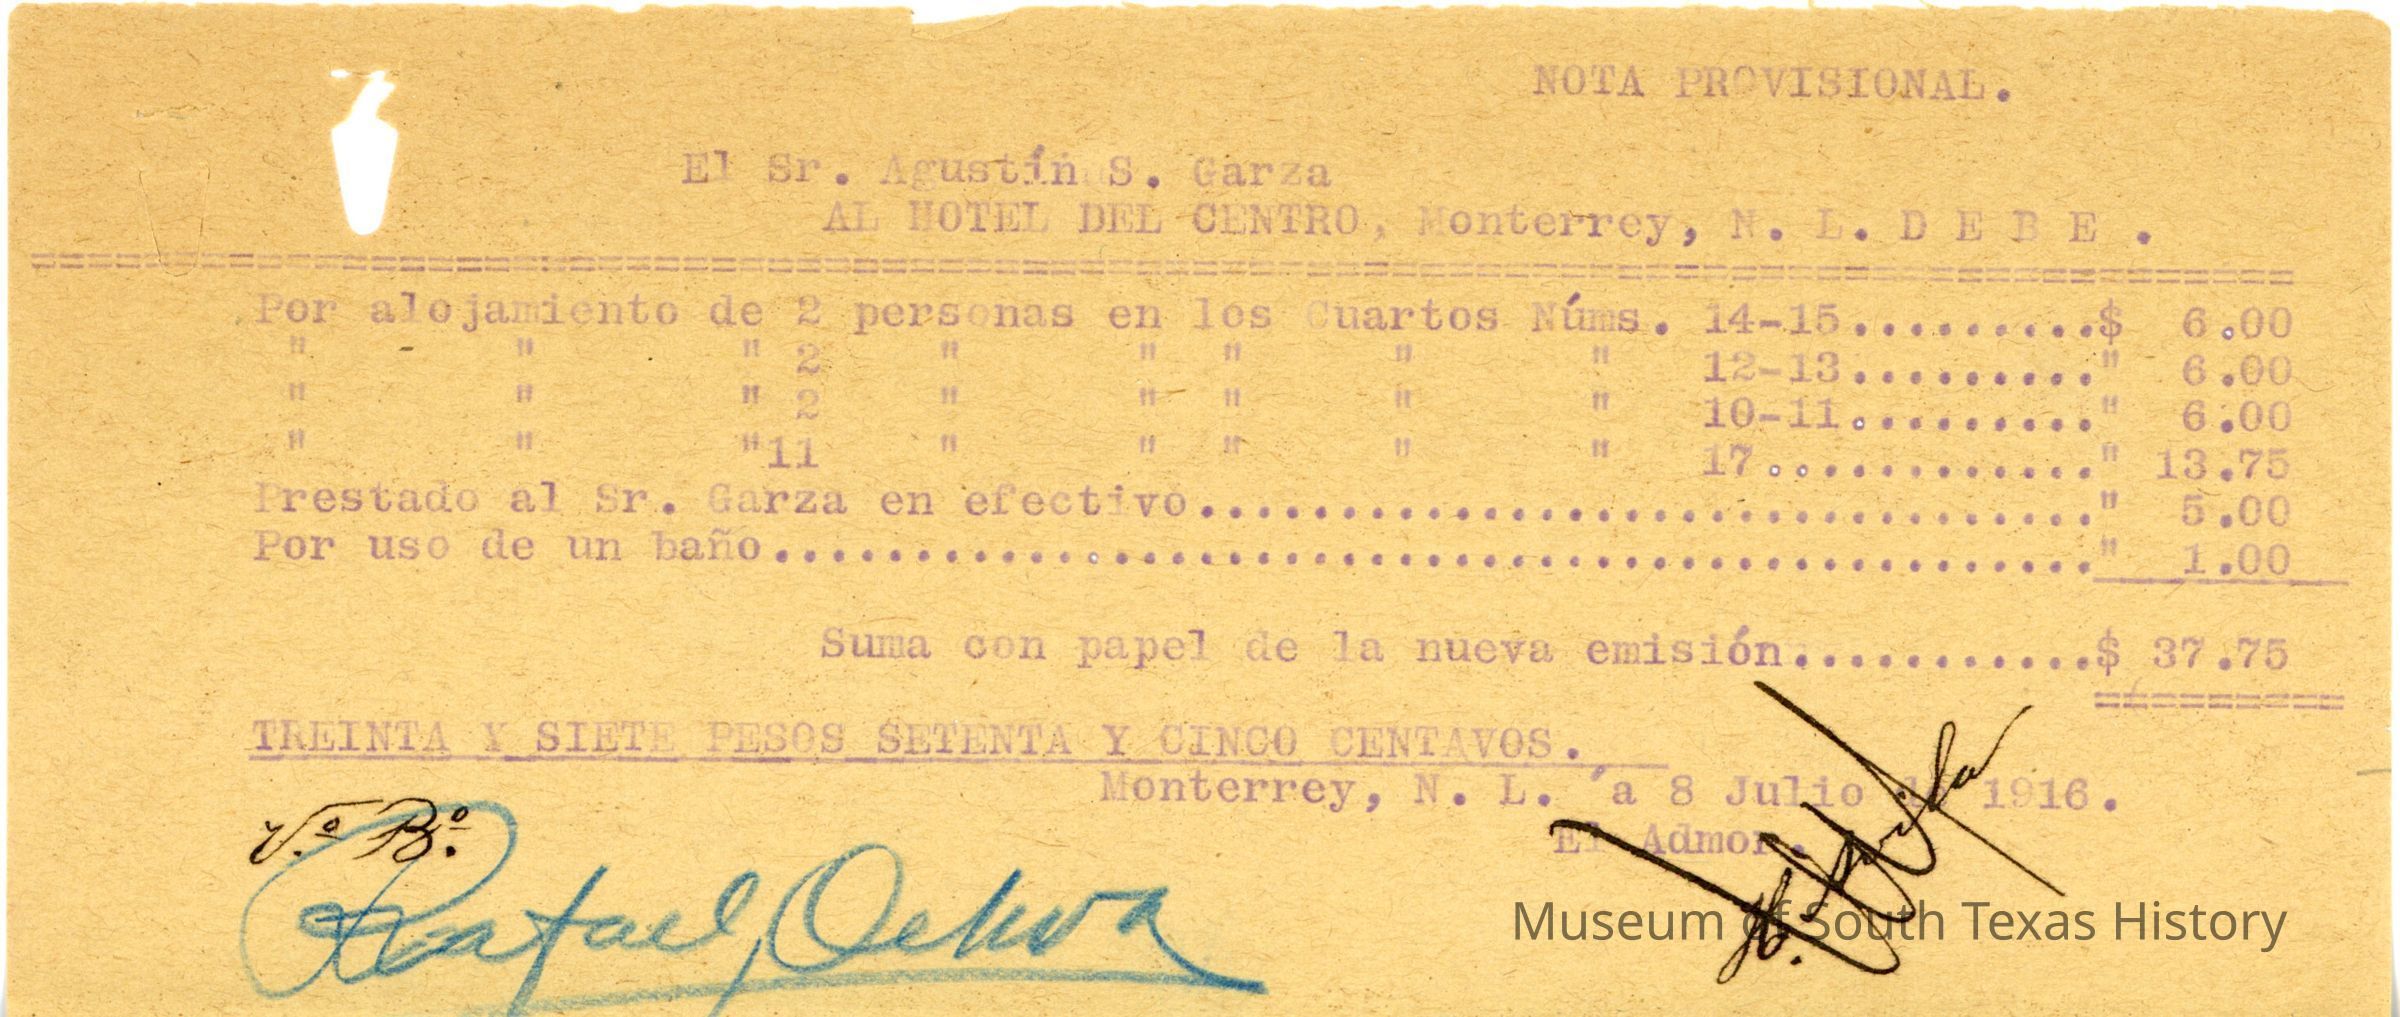 NOTA PROVISIONAL.
El Sr. Agustín S. Garza
AL HOTEL DEL CENTRO, Monterrey, N. L. D E B E .
=====================================================================
Por alojamiento de 2 personas en los Cuartos Núms. 14-15.........$ 6.00
" " " 2 " " " " " 12-13........." 6.00
" " " 2 " " " " " 10-11........." 6.00
" " "11 " " " " " 17............" 13.75
Prestado al Sr. Garza en efectivo................................" 5.00
Por uso de un baño..............................................." 1.00
Suma con papel de la nueva emisión...........$ 37.75
=========
TREINTA Y SIETE PESOS SETENTA Y CINCO CENTAVOS.
Monterrey, N. L. a 8 Julio de 1916.
El Admor.
V.º B.º
Rafael Ochoa
Museum of South Texas History